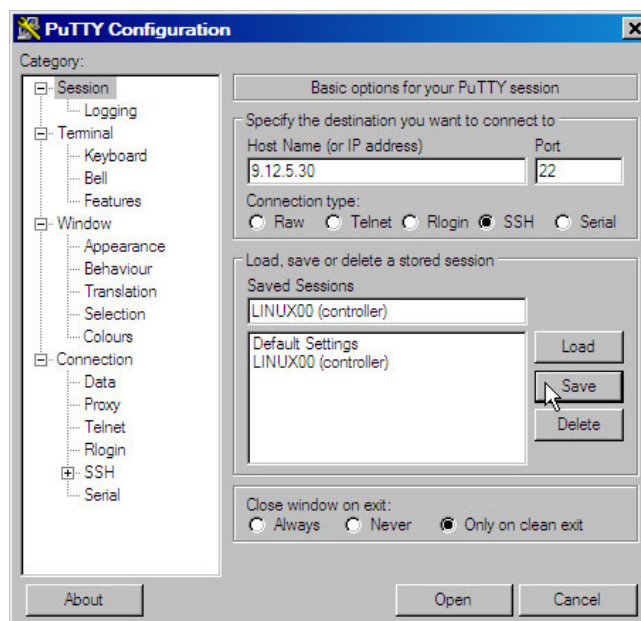 PuTTY Configuration
Category:
Session
Logging
Terminal
Keyboard
Bell
Features
Window
Appearance
Behaviour
Translation
Selection
Colours
Connection
Data
Proxy
Telnet
Rlogin
SSH
Serial
Basic options for your PuTTY session
Specify the destination you want to connect to
Host Name (or IP address) Port
9.12.5.30 22
Connection type:
Raw Telnet Rlogin SSH Serial
Load, save or delete a stored session
Saved Sessions
LINUX00 (controller)
Default Settings
LINUX00 (controller)
Load
Save
Delete
Close window on exit:
Always Never Only on clean exit
About Open Cancel